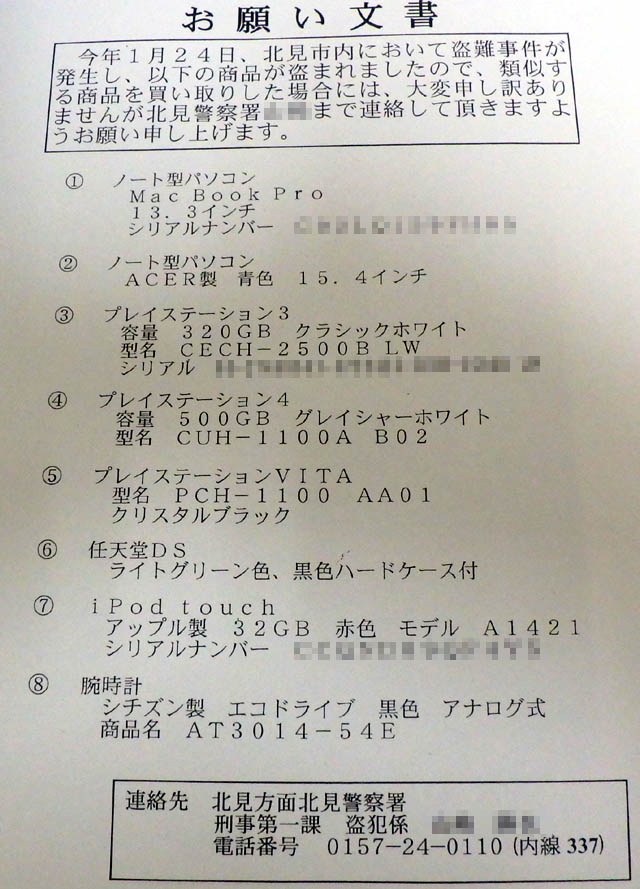 お願い文書
今年１月２４日、北見市内において盗難事件が
発生し、以下の商品が盗まれましたので、類似す
る商品を買い取りした場合には、大変申し訳あり
ませんが北見警察署まで連絡して頂きますよ
うお願い申し上げます。
① ノート型パソコン
Ｍａｃ Ｂｏｏｋ Ｐｒｏ
１３．３インチ
シリアルナンバー
② ノート型パソコン
ＡＣＥＲ製　青色　１５．４インチ
③ プレイステーション３
容量　３２０ＧＢ　クラシックホワイト
型名　ＣＥＣＨ－２５００Ｂ ＬＷ
シリアル
④ プレイステーション４
容量　５００ＧＢ　グレイシャーホワイト
型名　ＣＵＨ－１１００Ａ　Ｂ０２
⑤ プレイステーションＶＩＴＡ
型名　ＰＣＨ－１１００　ＡＡ０１
クリスタルブラック
⑥ 任天堂ＤＳ
ライトグリーン色、黒色ハードケース付
⑦ ｉＰｏｄ ｔｏｕｃｈ
アップル製　３２ＧＢ　赤色　モデル　Ａ１４２１
シリアルナンバー
⑧ 腕時計
シチズン製　エコドライブ　黒色　アナログ式
商品名　ＡＴ３０１４－５４Ｅ
連絡先　北見方面北見警察署
刑事第一課　盗犯係
電話番号　０１５７－２４－０１１０（内線 337）